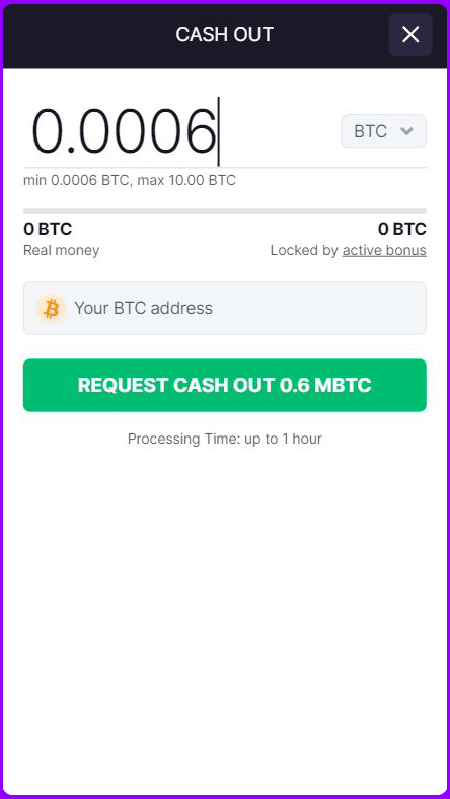 CASH OUT
0.0006
BTC
min 0.0006 BTC, max 10.00 BTC
0 BTC 0 BTC
Real money Locked by active bonus
Your BTC address
REQUEST CASH OUT 0.6 MBTC
Processing Time: up to 1 hour